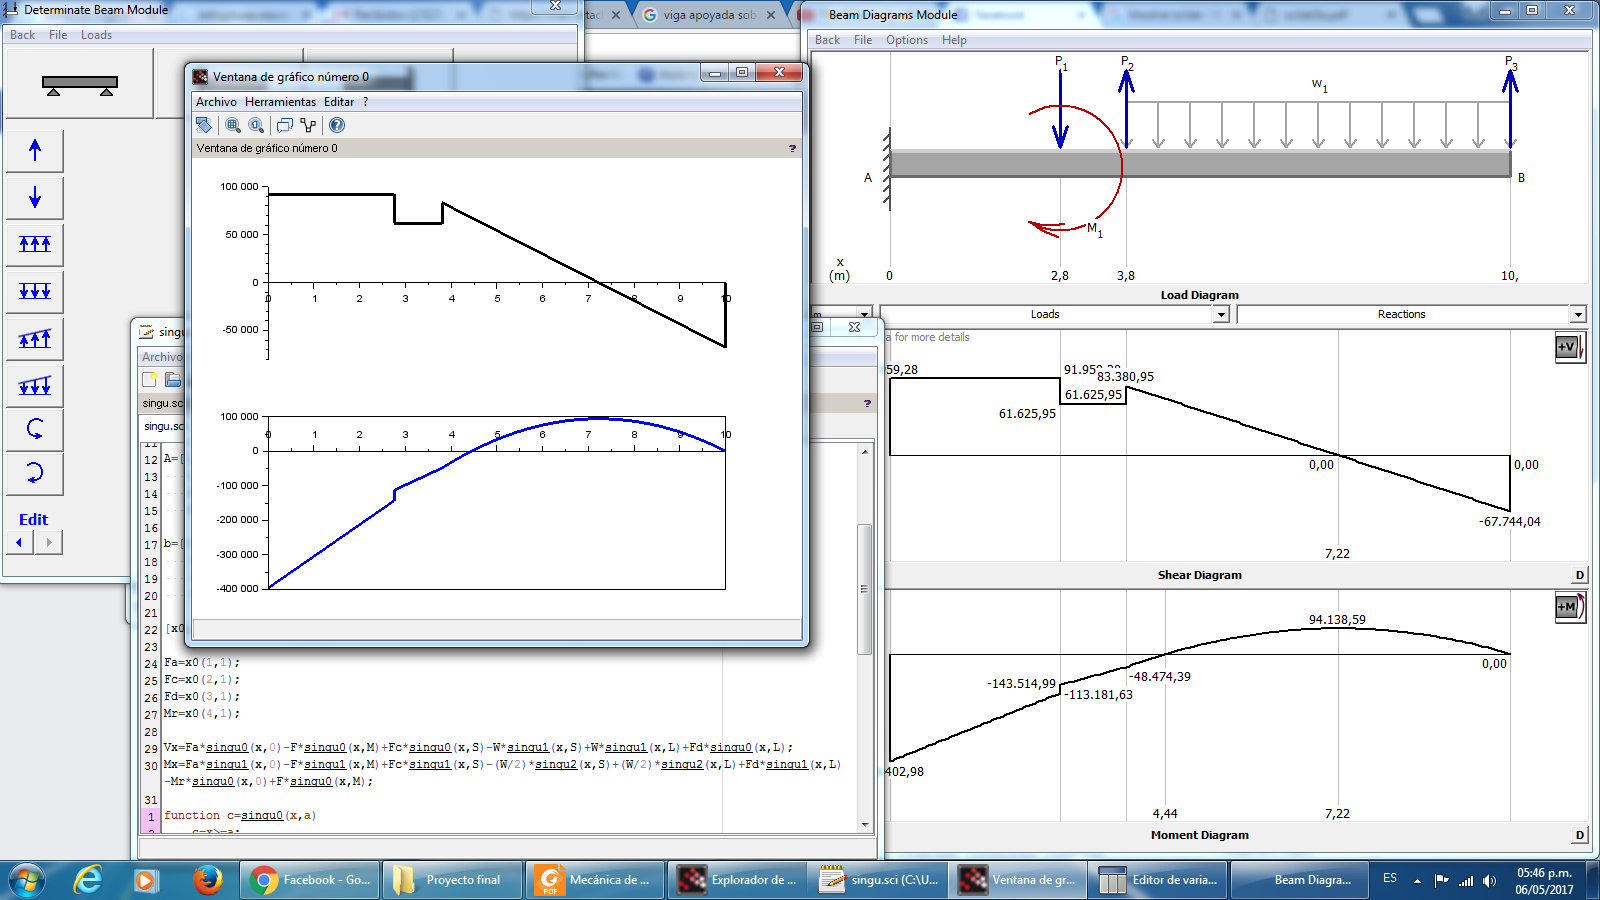 Determinate Beam Module
Back File Loads
Edit
viga apoyada sob
Ventana de gráfico número 0
Archivo Herramientas Editar ?
Ventana de gráfico número 0 ?
100 000
50 000
0
-50 000
0 1 2 3 4 5 6 7 8 9 10
100 000
0
-100 000
-200 000
-300 000
-400 000
0 1 2 3 4 5 6 7 8 9 10
Archivo
singu.sc
singu.sc
?
11
12 A=[
13
14
15
16
17 b=[
18
19
20
21
22 [x0
23
24 Fa=x0(1,1);
25 Fc=x0(2,1);
26 Fd=x0(3,1);
27 Mr=x0(4,1);
28
29 Vx=Fa*singu0(x,0)-F*singu0(x,M)+Fc*singu0(x,S)-W*singu1(x,S)+W*singu1(x,L)+Fd*singu0(x,L);
30 Mx=Fa*singu1(x,0)-F*singu1(x,M)+Fc*singu1(x,S)-(W/2)*singu2(x,S)+(W/2)*singu2(x,L)+Fd*singu1(x,L)
-Mr*singu0(x,0)+F*singu0(x,M);
31
1 function c=singu0(x,a)
2 c=x>=a;
Beam Diagrams Module
Back File Options Help
P1 P2 P3
w1
A B
M1
x
(m) 0 2,8 3,8 10,
Load Diagram
m Loads Reactions
a for more details
+V
59,28 91.959,28
83.380,95
61.625,95
61.625,95
0,00 0,00
-67.744,04
7,22
Shear Diagram D
+M
94.138,59
0,00
-48.474,39
-143.514,99
-113.181,63
402,98
4,44 7,22
Moment Diagram D
Facebook - Go...
Proyecto final
PDF
Mecánica de ...
Explorador de ...
singu.sci (C:\U...
Ventana de gr...
Editor de varia...
Beam Diagra...
ES
05:46 p.m.
06/05/2017